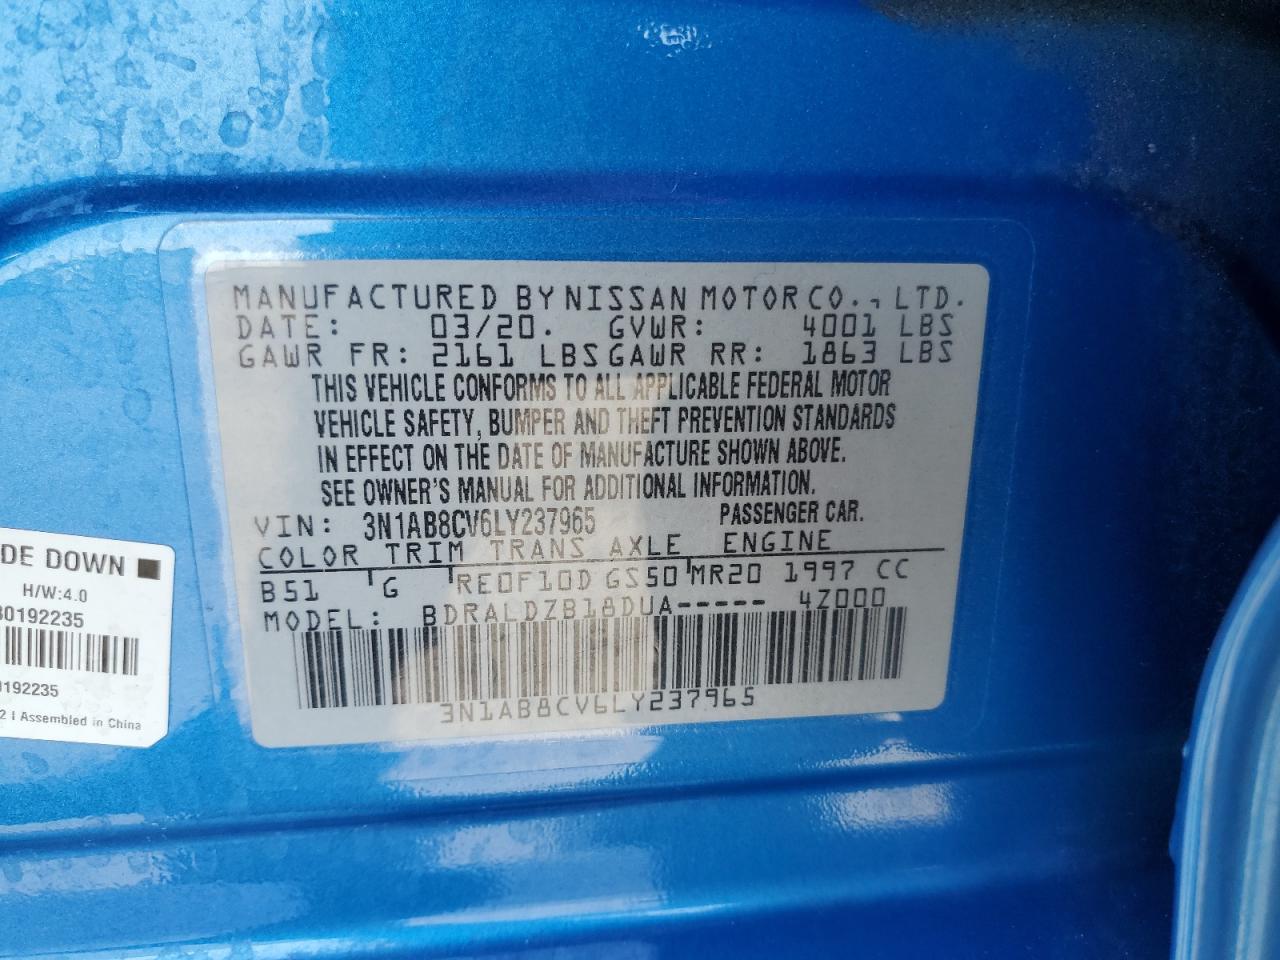 MANUFACTURED BY NISSAN MOTOR CO., LTD.
DATE: 03/20. GVWR: 4001 LBS
GAWR FR: 2161 LBS GAWR RR: 1863 LBS
THIS VEHICLE CONFORMS TO ALL APPLICABLE FEDERAL MOTOR
VEHICLE SAFETY, BUMPER AND THEFT PREVENTION STANDARDS
IN EFFECT ON THE DATE OF MANUFACTURE SHOWN ABOVE.
SEE OWNER'S MANUAL FOR ADDITIONAL INFORMATION.
VIN: 3N1AB8CV6LY237965 PASSENGER CAR.
COLOR TRIM TRANS AXLE ENGINE
B51 G RE0F10D GS50 MR20 1997 CC
MODEL: BDRALDZB18DUA----- 4Z000
3N1AB8CV6LY237965
DE DOWN
H/W:4.0
80192235
0192235
2 | Assembled in China